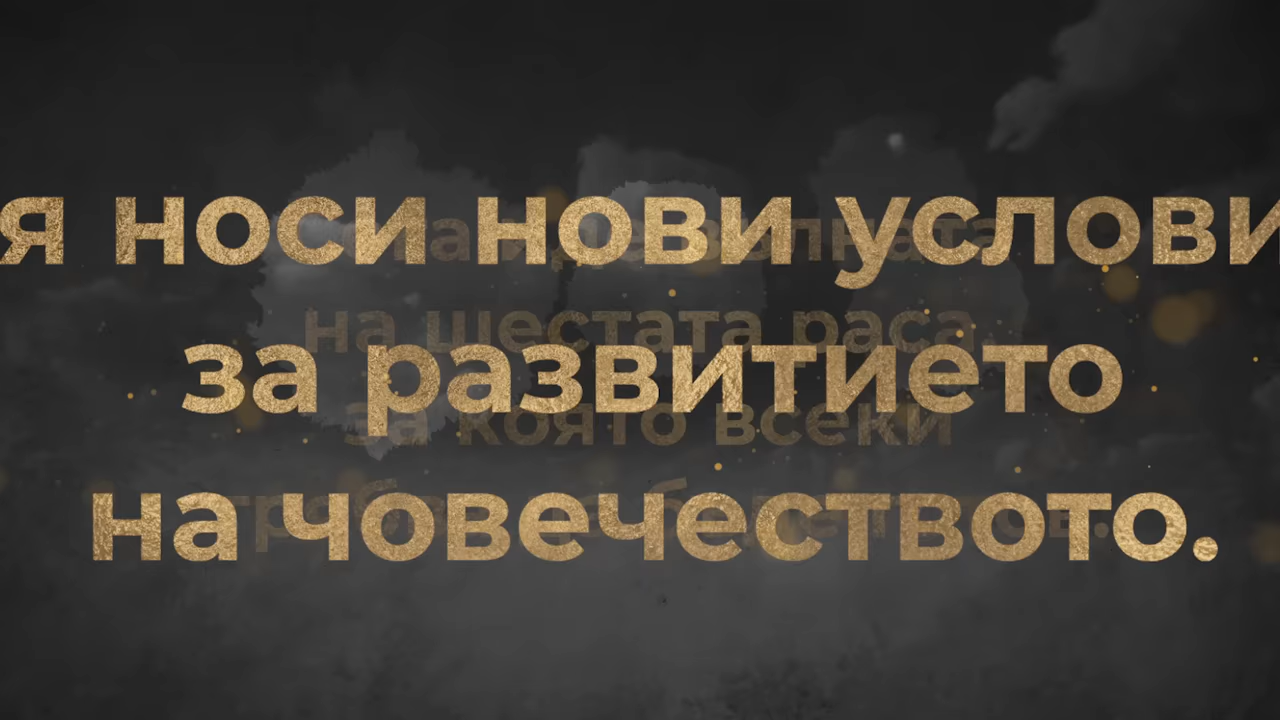 я носи нови услови
за развитието
на човечеството.
на шестата раса,
за която всеки